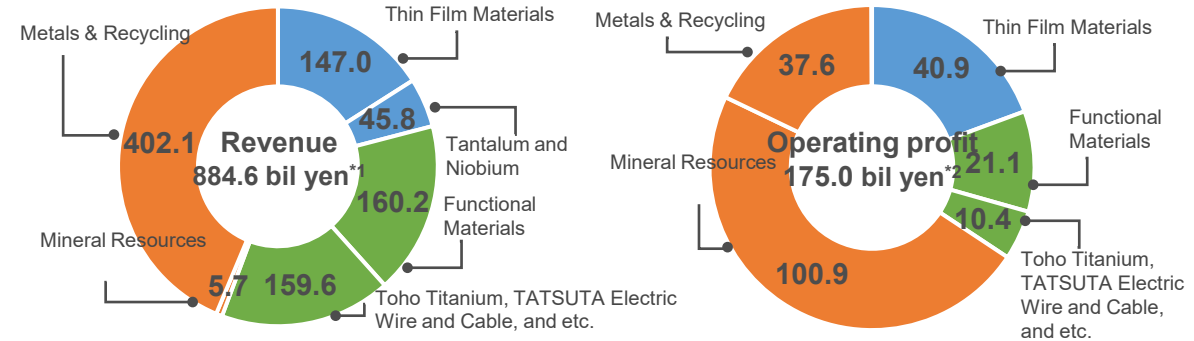 Metals & Recycling
Thin Film Materials
147.0
45.8
402.1
Revenue
884.6 bil yen*1
Tantalum and
Niobium
160.2
Functional
Materials
Mineral Resources
5.7
159.6
Toho Titanium, TATSUTA Electric
Wire and Cable, and etc.
Metals & Recycling
Thin Film Materials
37.6
40.9
Functional
Materials
Mineral Resources
Operating profit
175.0 bil yen*2
21.1
10.4
100.9
Toho Titanium,
TATSUTA Electric
Wire and Cable,
and etc.